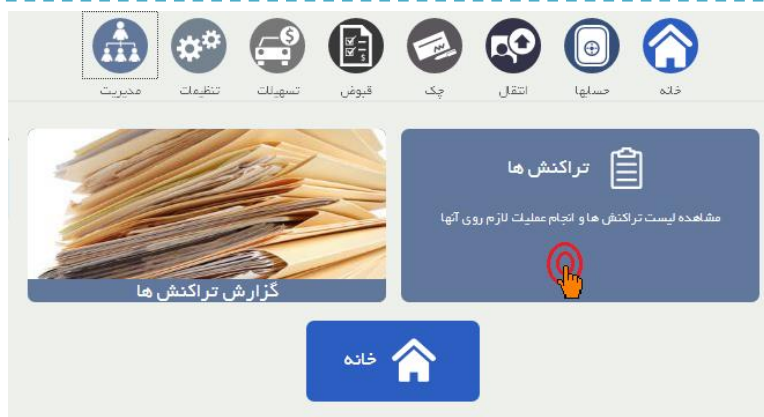 خانه
حسابها
انتقال
چک
قبوض
تسهیلات
تنظیمات
مدیریت
تراکنش ها
مشاهده لیست تراکنش ها و انجام عملیات لازم روی آنها
گزارش تراکنش ها
خانه